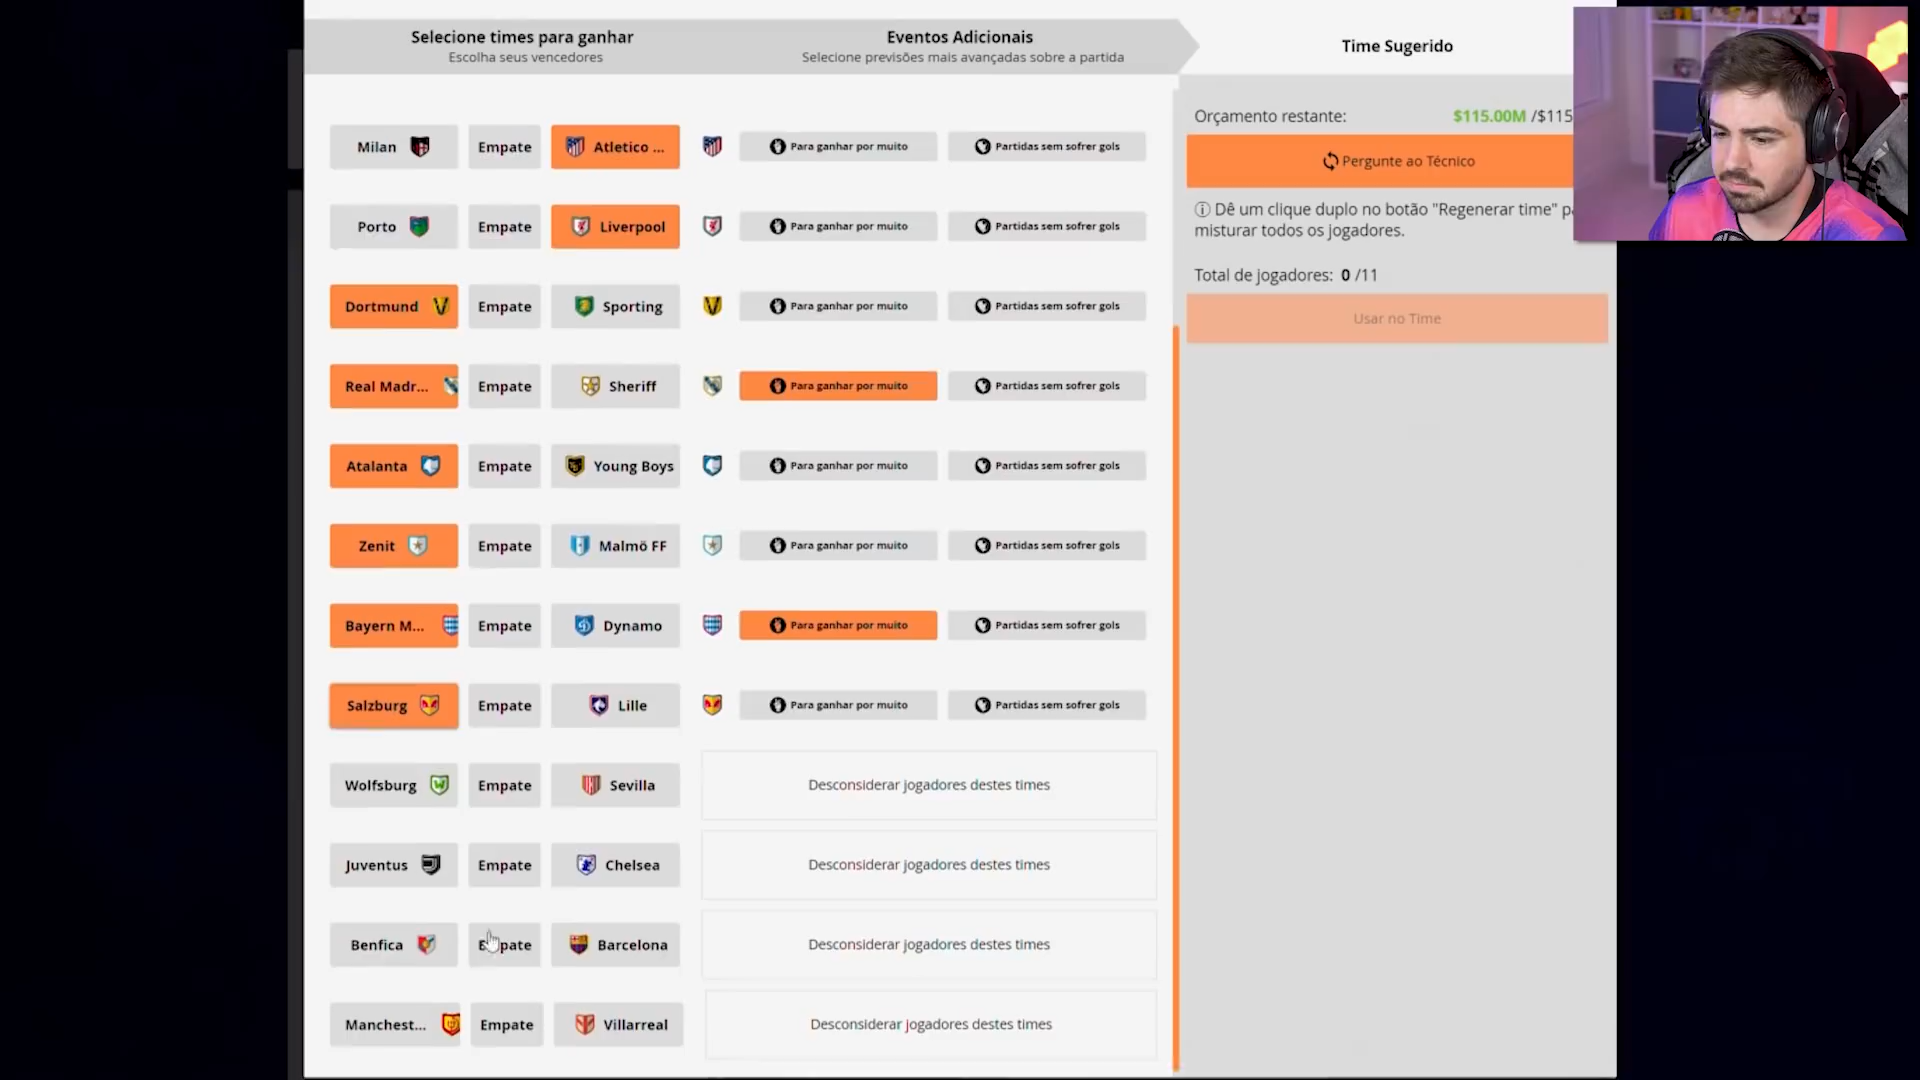 Selecione times para ganhar
Escolha seus vencedores
Eventos Adicionais
Selecione previsões mais avançadas sobre a partida
Time Sugerido
Milan Empate Atletico ... Para ganhar por muito Partidas sem sofrer gols
Porto Empate Liverpool Para ganhar por muito Partidas sem sofrer gols
Dortmund Empate Sporting Para ganhar por muito Partidas sem sofrer gols
Real Madr... Empate Sheriff Para ganhar por muito Partidas sem sofrer gols
Atalanta Empate Young Boys Para ganhar por muito Partidas sem sofrer gols
Zenit Empate Malmö FF Para ganhar por muito Partidas sem sofrer gols
Bayern M... Empate Dynamo Para ganhar por muito Partidas sem sofrer gols
Salzburg Empate Lille Para ganhar por muito Partidas sem sofrer gols
Wolfsburg Empate Sevilla Desconsiderar jogadores destes times
Juventus Empate Chelsea Desconsiderar jogadores destes times
Benfica Empate Barcelona Desconsiderar jogadores destes times
Manchest... Empate Villarreal Desconsiderar jogadores destes times
Orçamento restante: $115.00M /$115
Pergunte ao Técnico
Dê um clique duplo no botão "Regenerar time"
misturar todos os jogadores.
Total de jogadores: 0 /11
Usar no Time